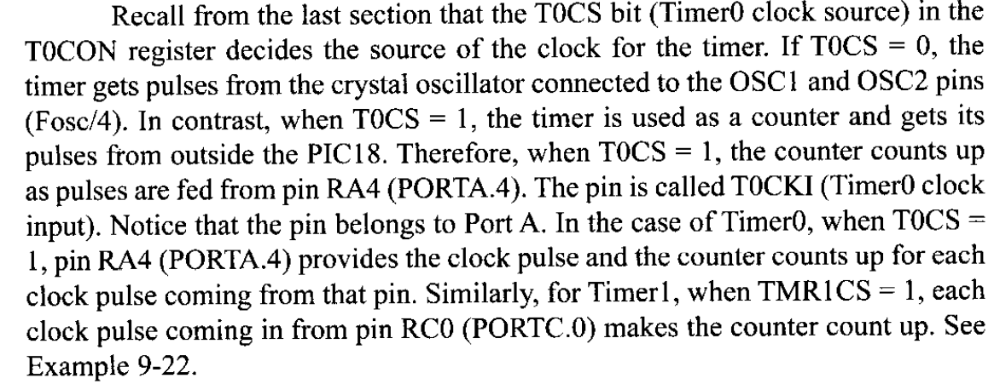 Recall from the last section that the T0CS bit (Timer0 clock source) in the
T0CON register decides the source of the clock for the timer. If T0CS = 0, the
timer gets pulses from the crystal oscillator connected to the OSC1 and OSC2 pins
(Fosc/4). In contrast, when T0CS = 1, the timer is used as a counter and gets its
pulses from outside the PIC18. Therefore, when T0CS = 1, the counter counts up
as pulses are fed from pin RA4 (PORTA.4). The pin is called T0CKI (Timer0 clock
input). Notice that the pin belongs to Port A. In the case of Timer0, when T0CS =
1, pin RA4 (PORTA.4) provides the clock pulse and the counter counts up for each
clock pulse coming from that pin. Similarly, for Timer1, when TMR1CS = 1, each
clock pulse coming in from pin RC0 (PORTC.0) makes the counter count up. See
Example 9-22.